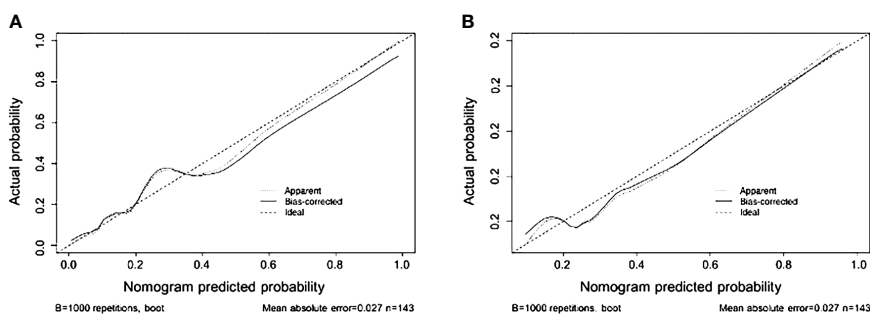 A
1.0
0.8
0.6
0.4
0.2
0.0
Actual probability
Apparent
Bias-corrected
Ideal
0.0 0.2 0.4 0.6 0.8 1.0
Nomogram predicted probability
B=1000 repetitions, boot Mean absolute error=0.027 n=143
B
0.2
0.2
0.2
0.2
0.2
Actual probability
Apparent
Bias-corrected
Ideal
0.2 0.4 0.6 0.8 1.0
Nomogram predicted probability
B=1000 repetitions. boot Mean absolute error=0.027 n=143